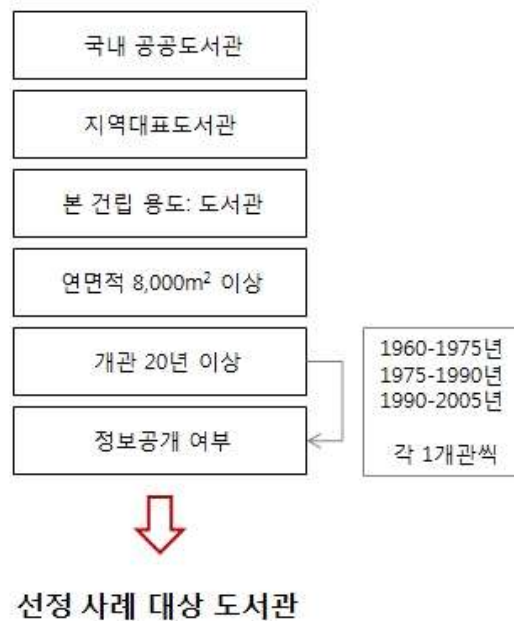 국내 공공도서관
지역대표도서관
본 건립 용도: 도서관
연면적 8,000m² 이상
개관 20년 이상
정보공개 여부
1960-1975년
1975-1990년
1990-2005년
각 1개관씩
선정 사례 대상 도서관